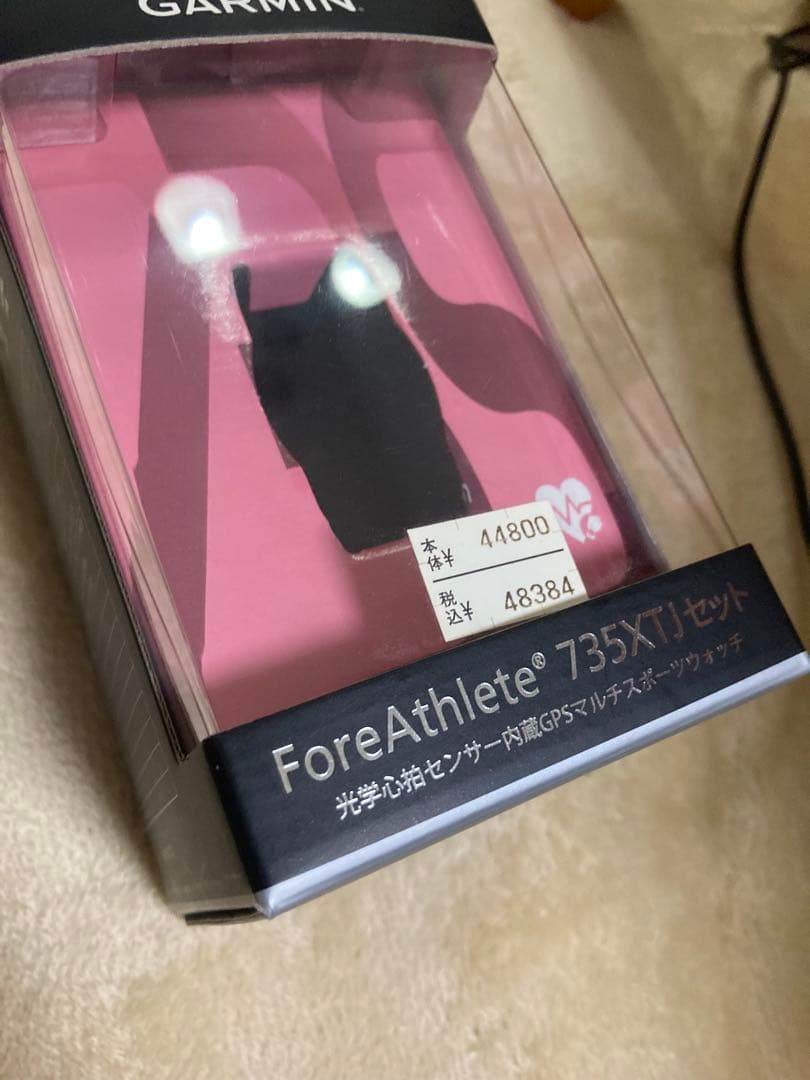 GARMIN
本体¥ 44800
税込¥ 48384
ForeAthlete® 735XTJセット
光学心拍センサー内蔵GPSマルチスポーツウォッチ